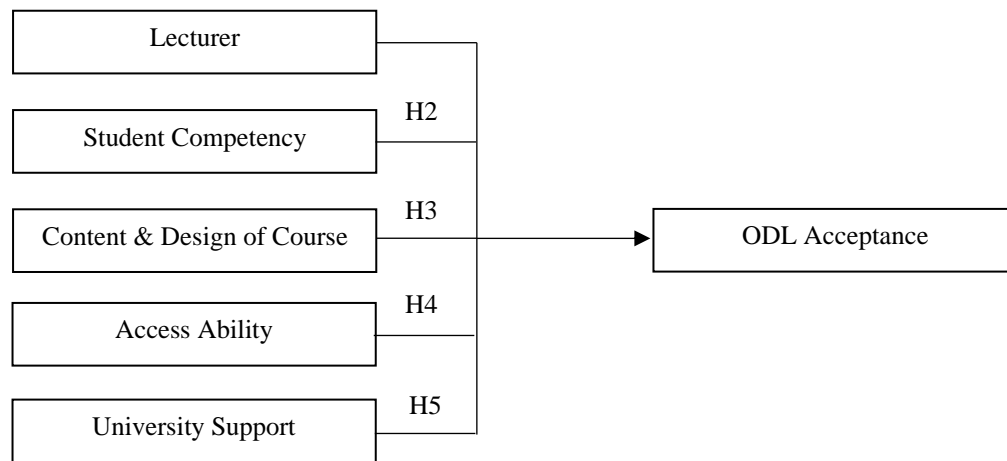 Lecturer
H2
Student Competency
H3
Content & Design of Course
ODL Acceptance
H4
Access Ability
H5
University Support